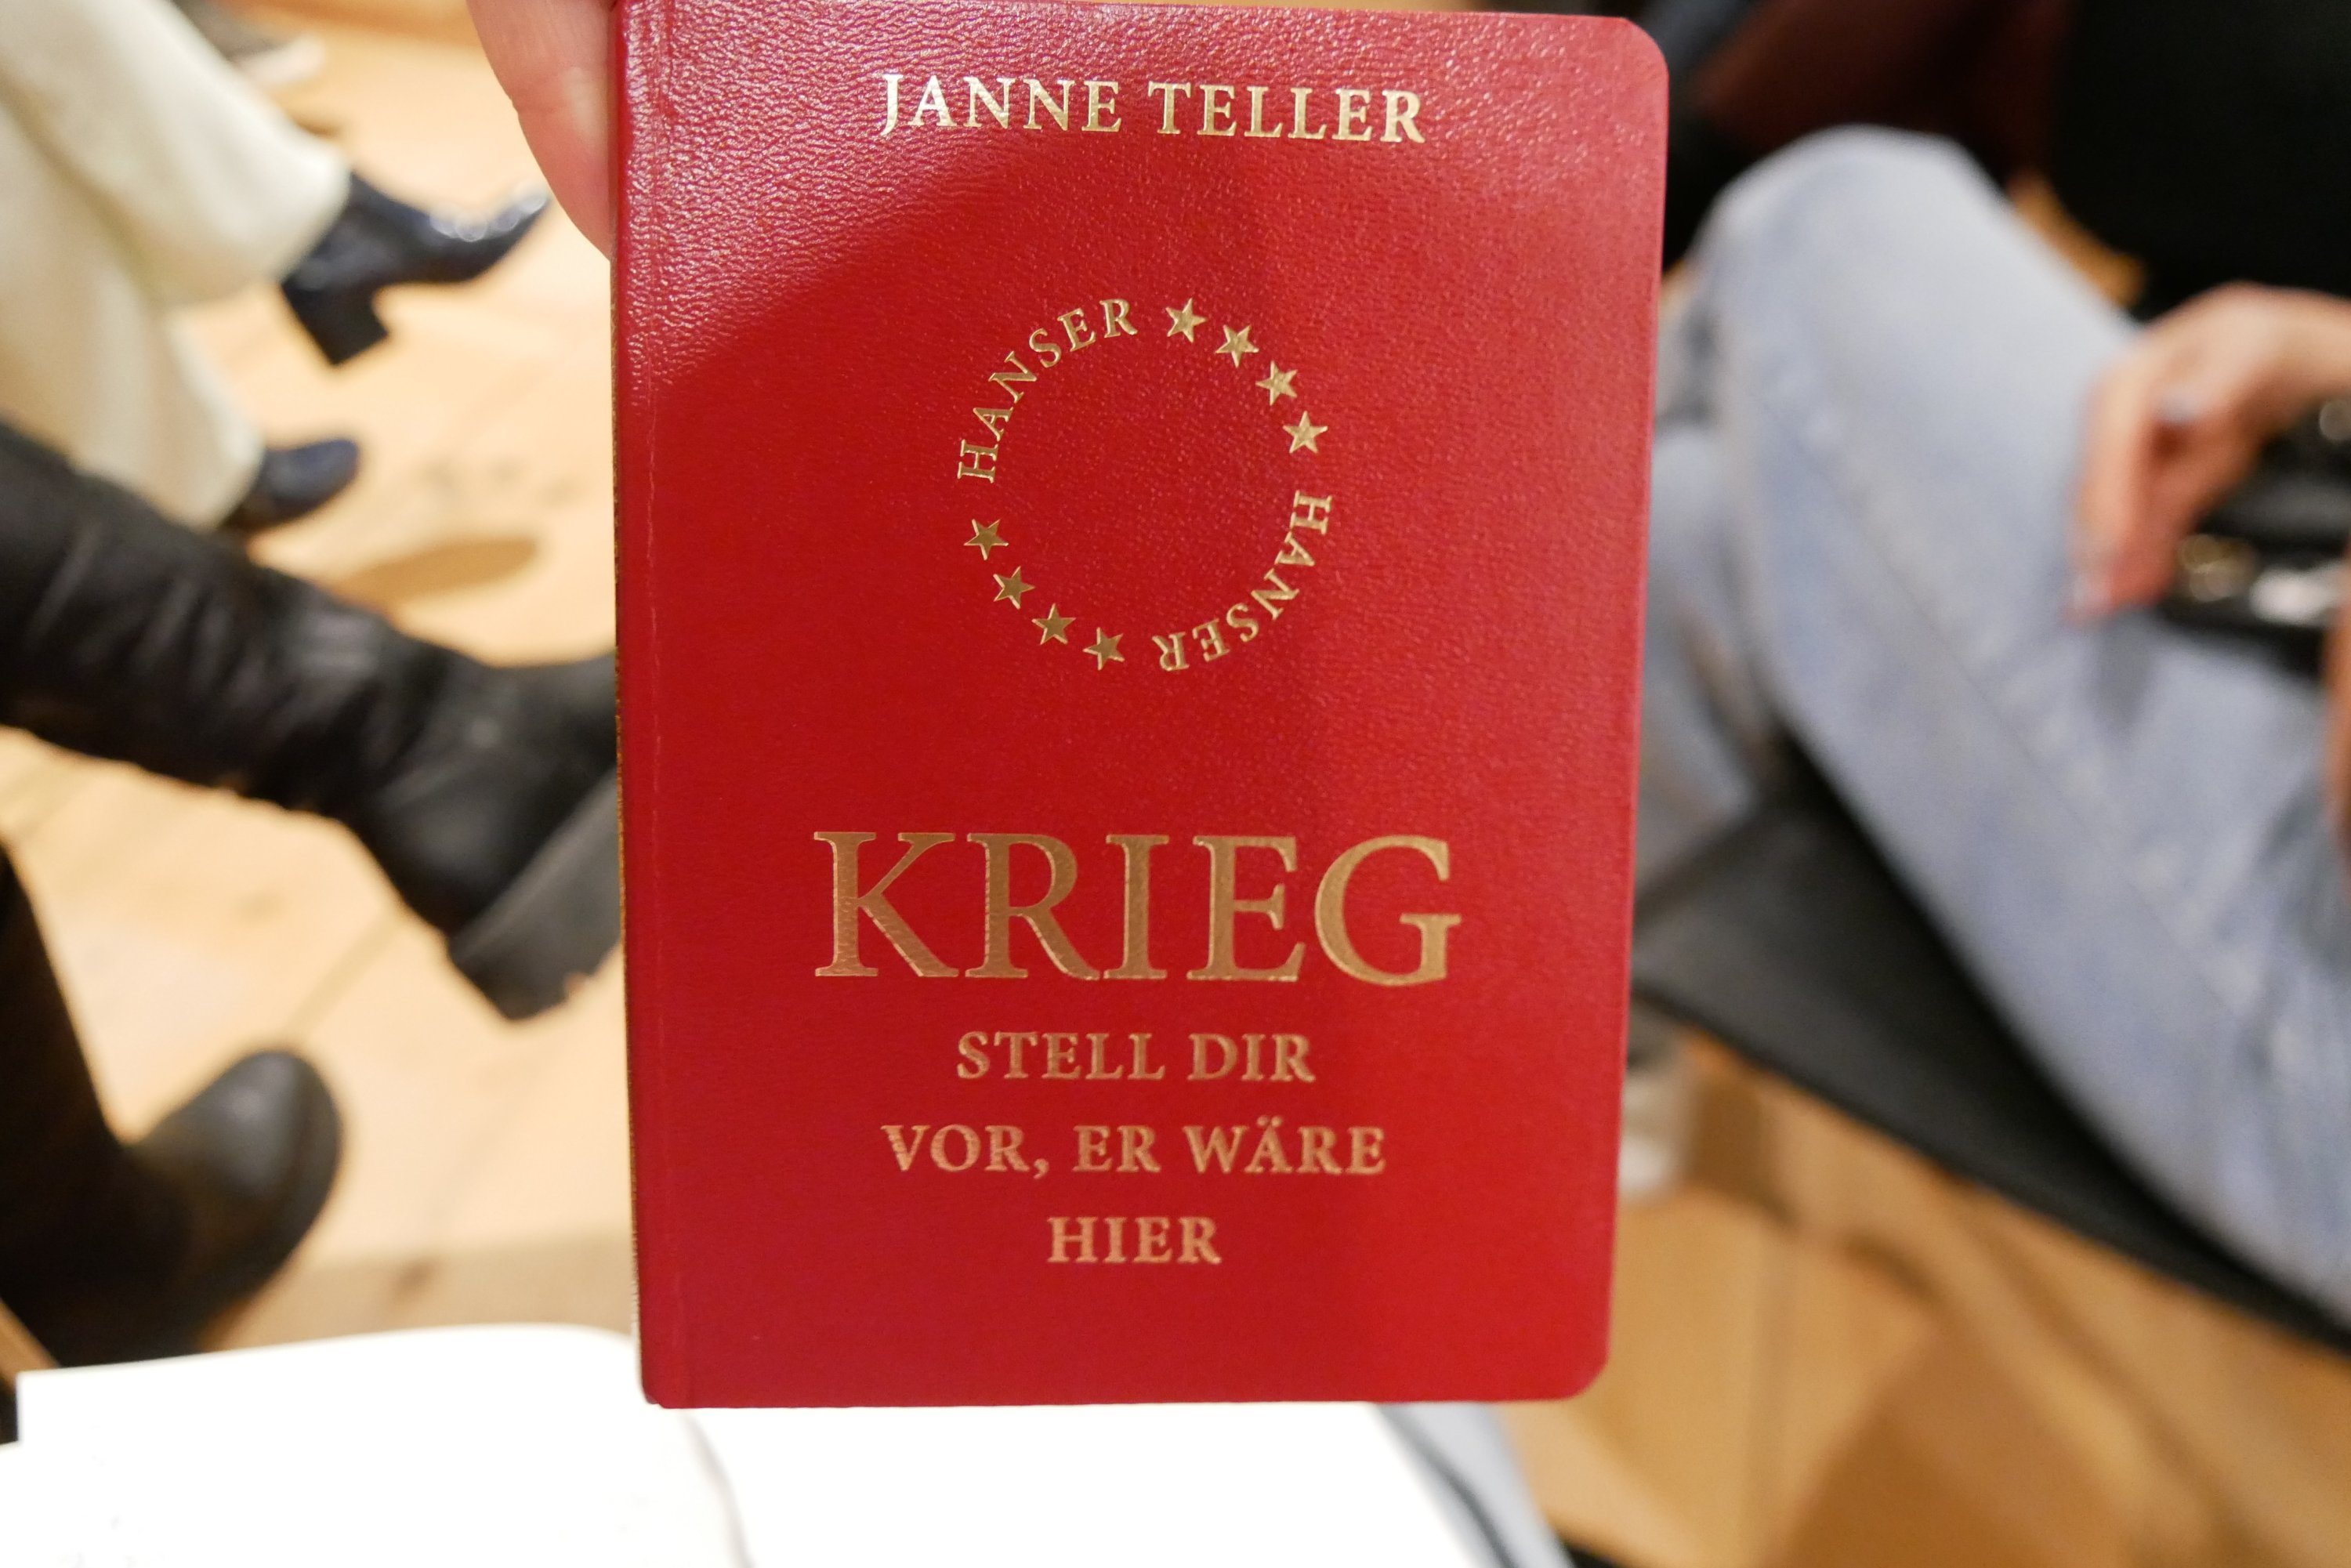 JANNE TELLER
HANSER
HANSER
KRIEG
STELL DIR
VOR, ER WÄRE
HIER